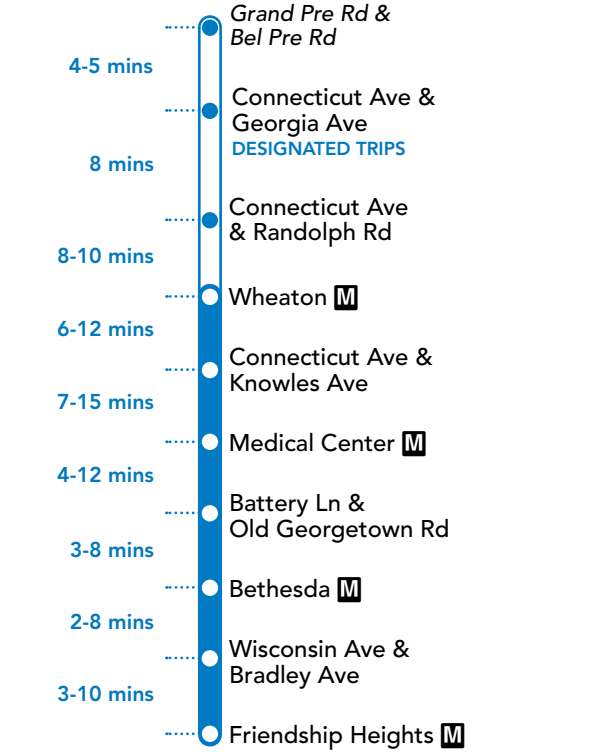 Grand Pre Rd &
Bel Pre Rd
4-5 mins
Connecticut Ave &
Georgia Ave
DESIGNATED TRIPS
8 mins
Connecticut Ave
& Randolph Rd
8-10 mins
Wheaton M
6-12 mins
Connecticut Ave &
Knowles Ave
7-15 mins
Medical Center M
4-12 mins
Battery Ln &
Old Georgetown Rd
3-8 mins
Bethesda M
2-8 mins
Wisconsin Ave &
Bradley Ave
3-10 mins
Friendship Heights M